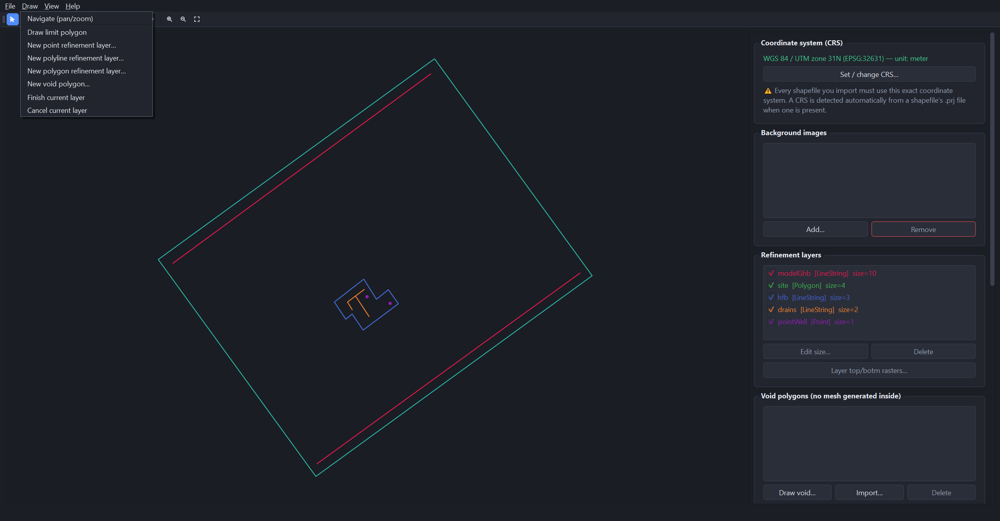 File Draw View Help
Navigate (pan/zoom)
Draw limit polygon
New point refinement layer...
New polyline refinement layer...
New polygon refinement layer...
New void polygon...
Finish current layer
Cancel current layer
Coordinate system (CRS)
WGS 84 / UTM zone 31N (EPSG:32631) — unit: meter
Set / change CRS...
⚠ Every shapefile you import must use this exact coordinate
system. A CRS is detected automatically from a shapefile's .prj file
when one is present.
Background images
Add... Remove
Refinement layers
modelGhb [LineString] size=10
site [Polygon] size=4
hfb [LineString] size=3
drains [LineString] size=2
pointWell [Point] size=1
Edit size... Delete
Layer top/botm rasters...
Void polygons (no mesh generated inside)
Draw void... Import... Delete